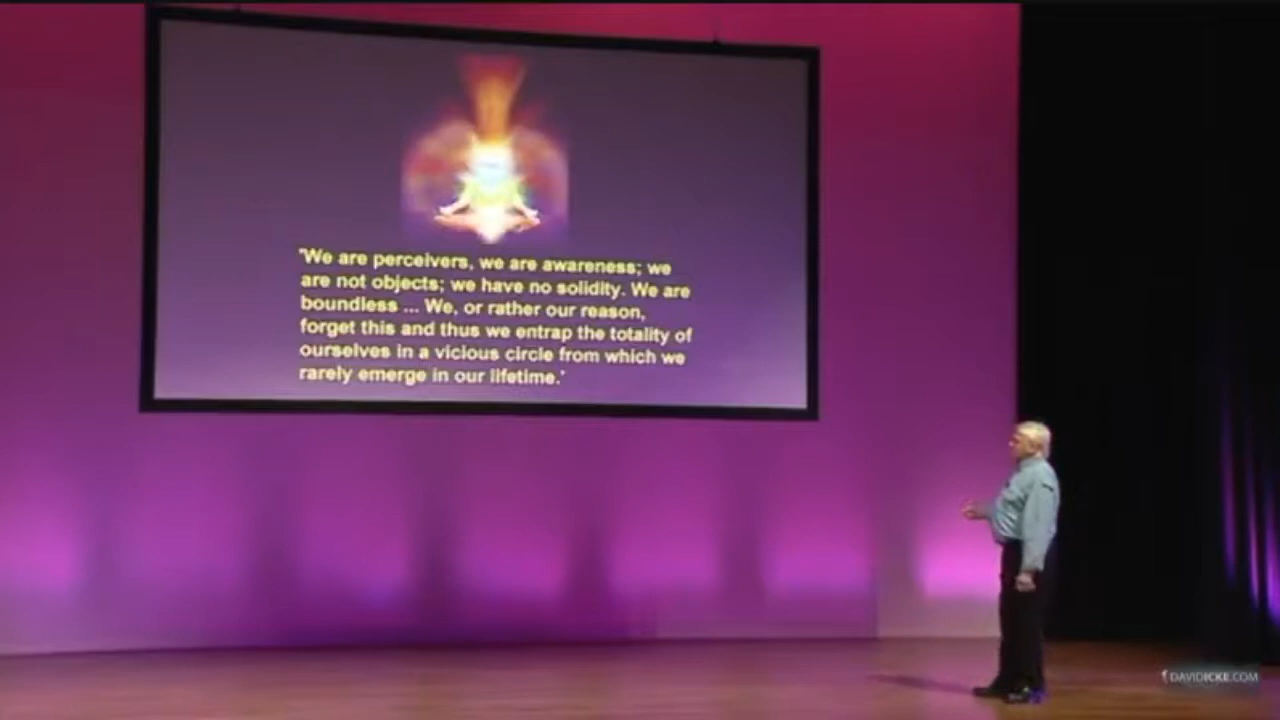 'We are perceivers, we are awareness; we
are not objects; we have no solidity. We are
boundless ... We, or rather our reason,
forget this and thus we entrap the totality of
ourselves in a vicious circle from which we
rarely emerge in our lifetime.'
DAVIDICKE.COM